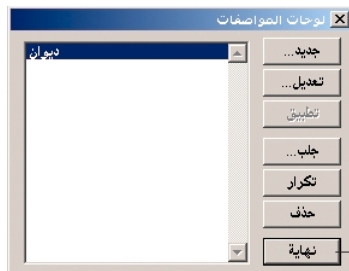 لوحات المواصفات
ديوان
جديد...
تعديل...
تطبيق
جلب...
تكرار
حذف
نهاية